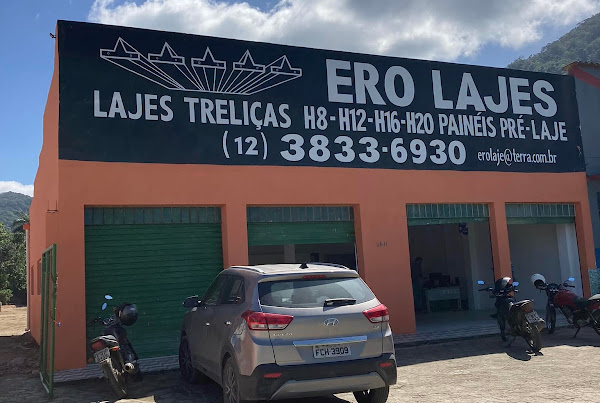 ERO LAJES
LAJES TRELIÇAS H8-H12-H16-H20 PAINÉIS PRÉ-LAJE
(12) 3833-6930 erolaje@terra.com.br
FCH 3909